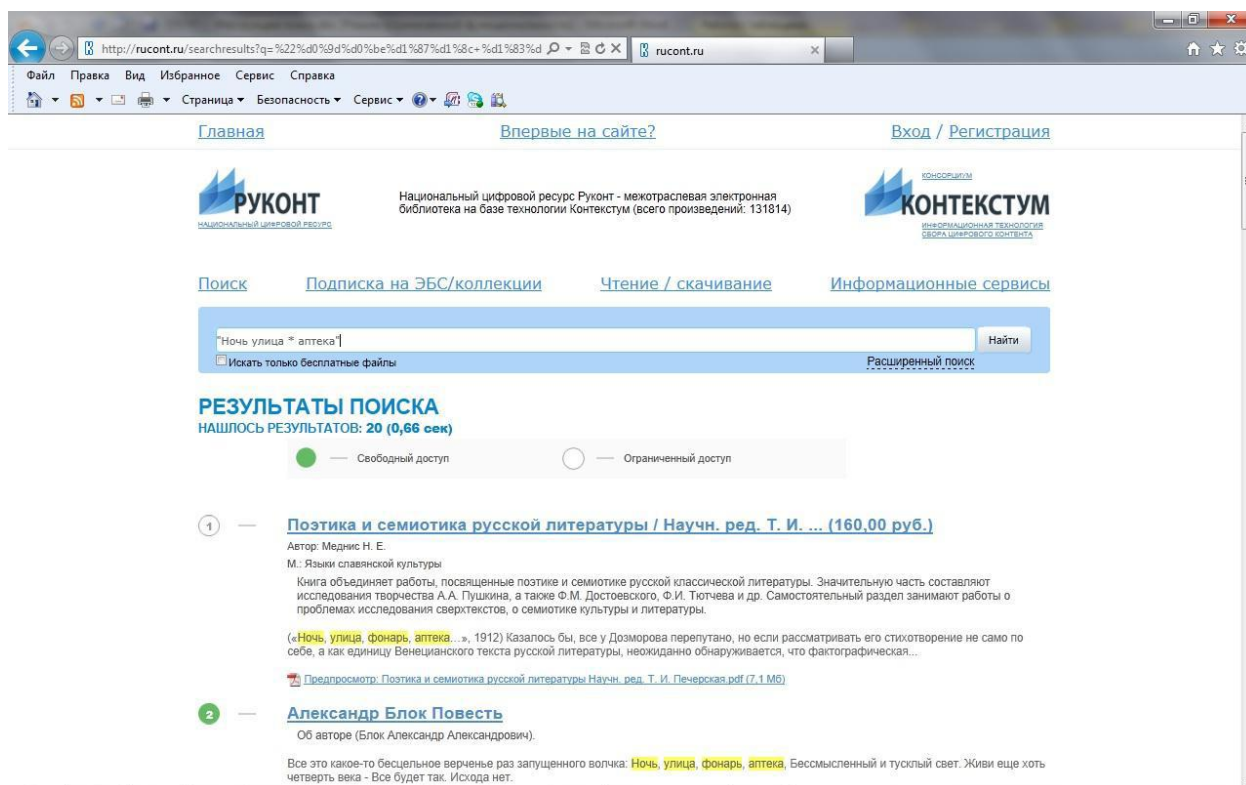 http://rucont.ru/searchresults?q=%22%d0%9d%d0%be%d1%87%d1%8c+%d1%83%d
rucont.ru
Файл Правка Вид Избранное Сервис Справка
Страница Безопасность Сервис
Главная Впервые на сайте? Вход / Регистрация
РУКОНТ
НАЦИОНАЛЬНЫЙ ЦИФРОВОЙ РЕСУРС
Национальный цифровой ресурс Руконт - межотраслевая электронная
библиотека на базе технологии Контекстум (всего произведений: 131814)
КОНСОРЦИУМ
КОНТЕКСТУМ
ИНФОРМАЦИОННАЯ ТЕХНОЛОГИЯ
СБОРА ЦИФРОВОГО КОНТЕНТА
Поиск Подписка на ЭБС/коллекции Чтение / скачивание Информационные сервисы
"Ночь улица * аптека" Найти
Искать только бесплатные файлы Расширенный поиск
РЕЗУЛЬТАТЫ ПОИСКА
НАШЛОСЬ РЕЗУЛЬТАТОВ: 20 (0,66 сек)
— Свободный доступ — Ограниченный доступ
1 — Поэтика и семиотика русской литературы / Научн. ред. Т. И. ... (160,00 руб.)
Автор: Меднис Н. Е.
М.: Языки славянской культуры
Книга объединяет работы, посвященные поэтике и семиотике русской классической литературы. Значительную часть составляют
исследования творчества А.А. Пушкина, а также Ф.М. Достоевского, Ф.И. Тютчева и др. Самостоятельный раздел занимают работы о
проблемах исследования сверхтекстов, о семиотике культуры и литературы.
(«Ночь, улица, фонарь, аптека…», 1912) Казалось бы, все у Дозморова перепутано, но если рассматривать его стихотворение не само по
себе, а как единицу Венецианского текста русской литературы, неожиданно обнаруживается, что фактографическая...
Предпросмотр: Поэтика и семиотика русской литературы Научн. ред. Т. И. Печерская.pdf (7,1 Мб)
2 — Александр Блок Повесть
Об авторе (Блок Александр Александрович).
Все это какое-то бесцельное верченье раз запущенного волчка: Ночь, улица, фонарь, аптека, Бессмысленный и тусклый свет. Живи еще хоть
четверть века - Все будет так. Исхода нет.